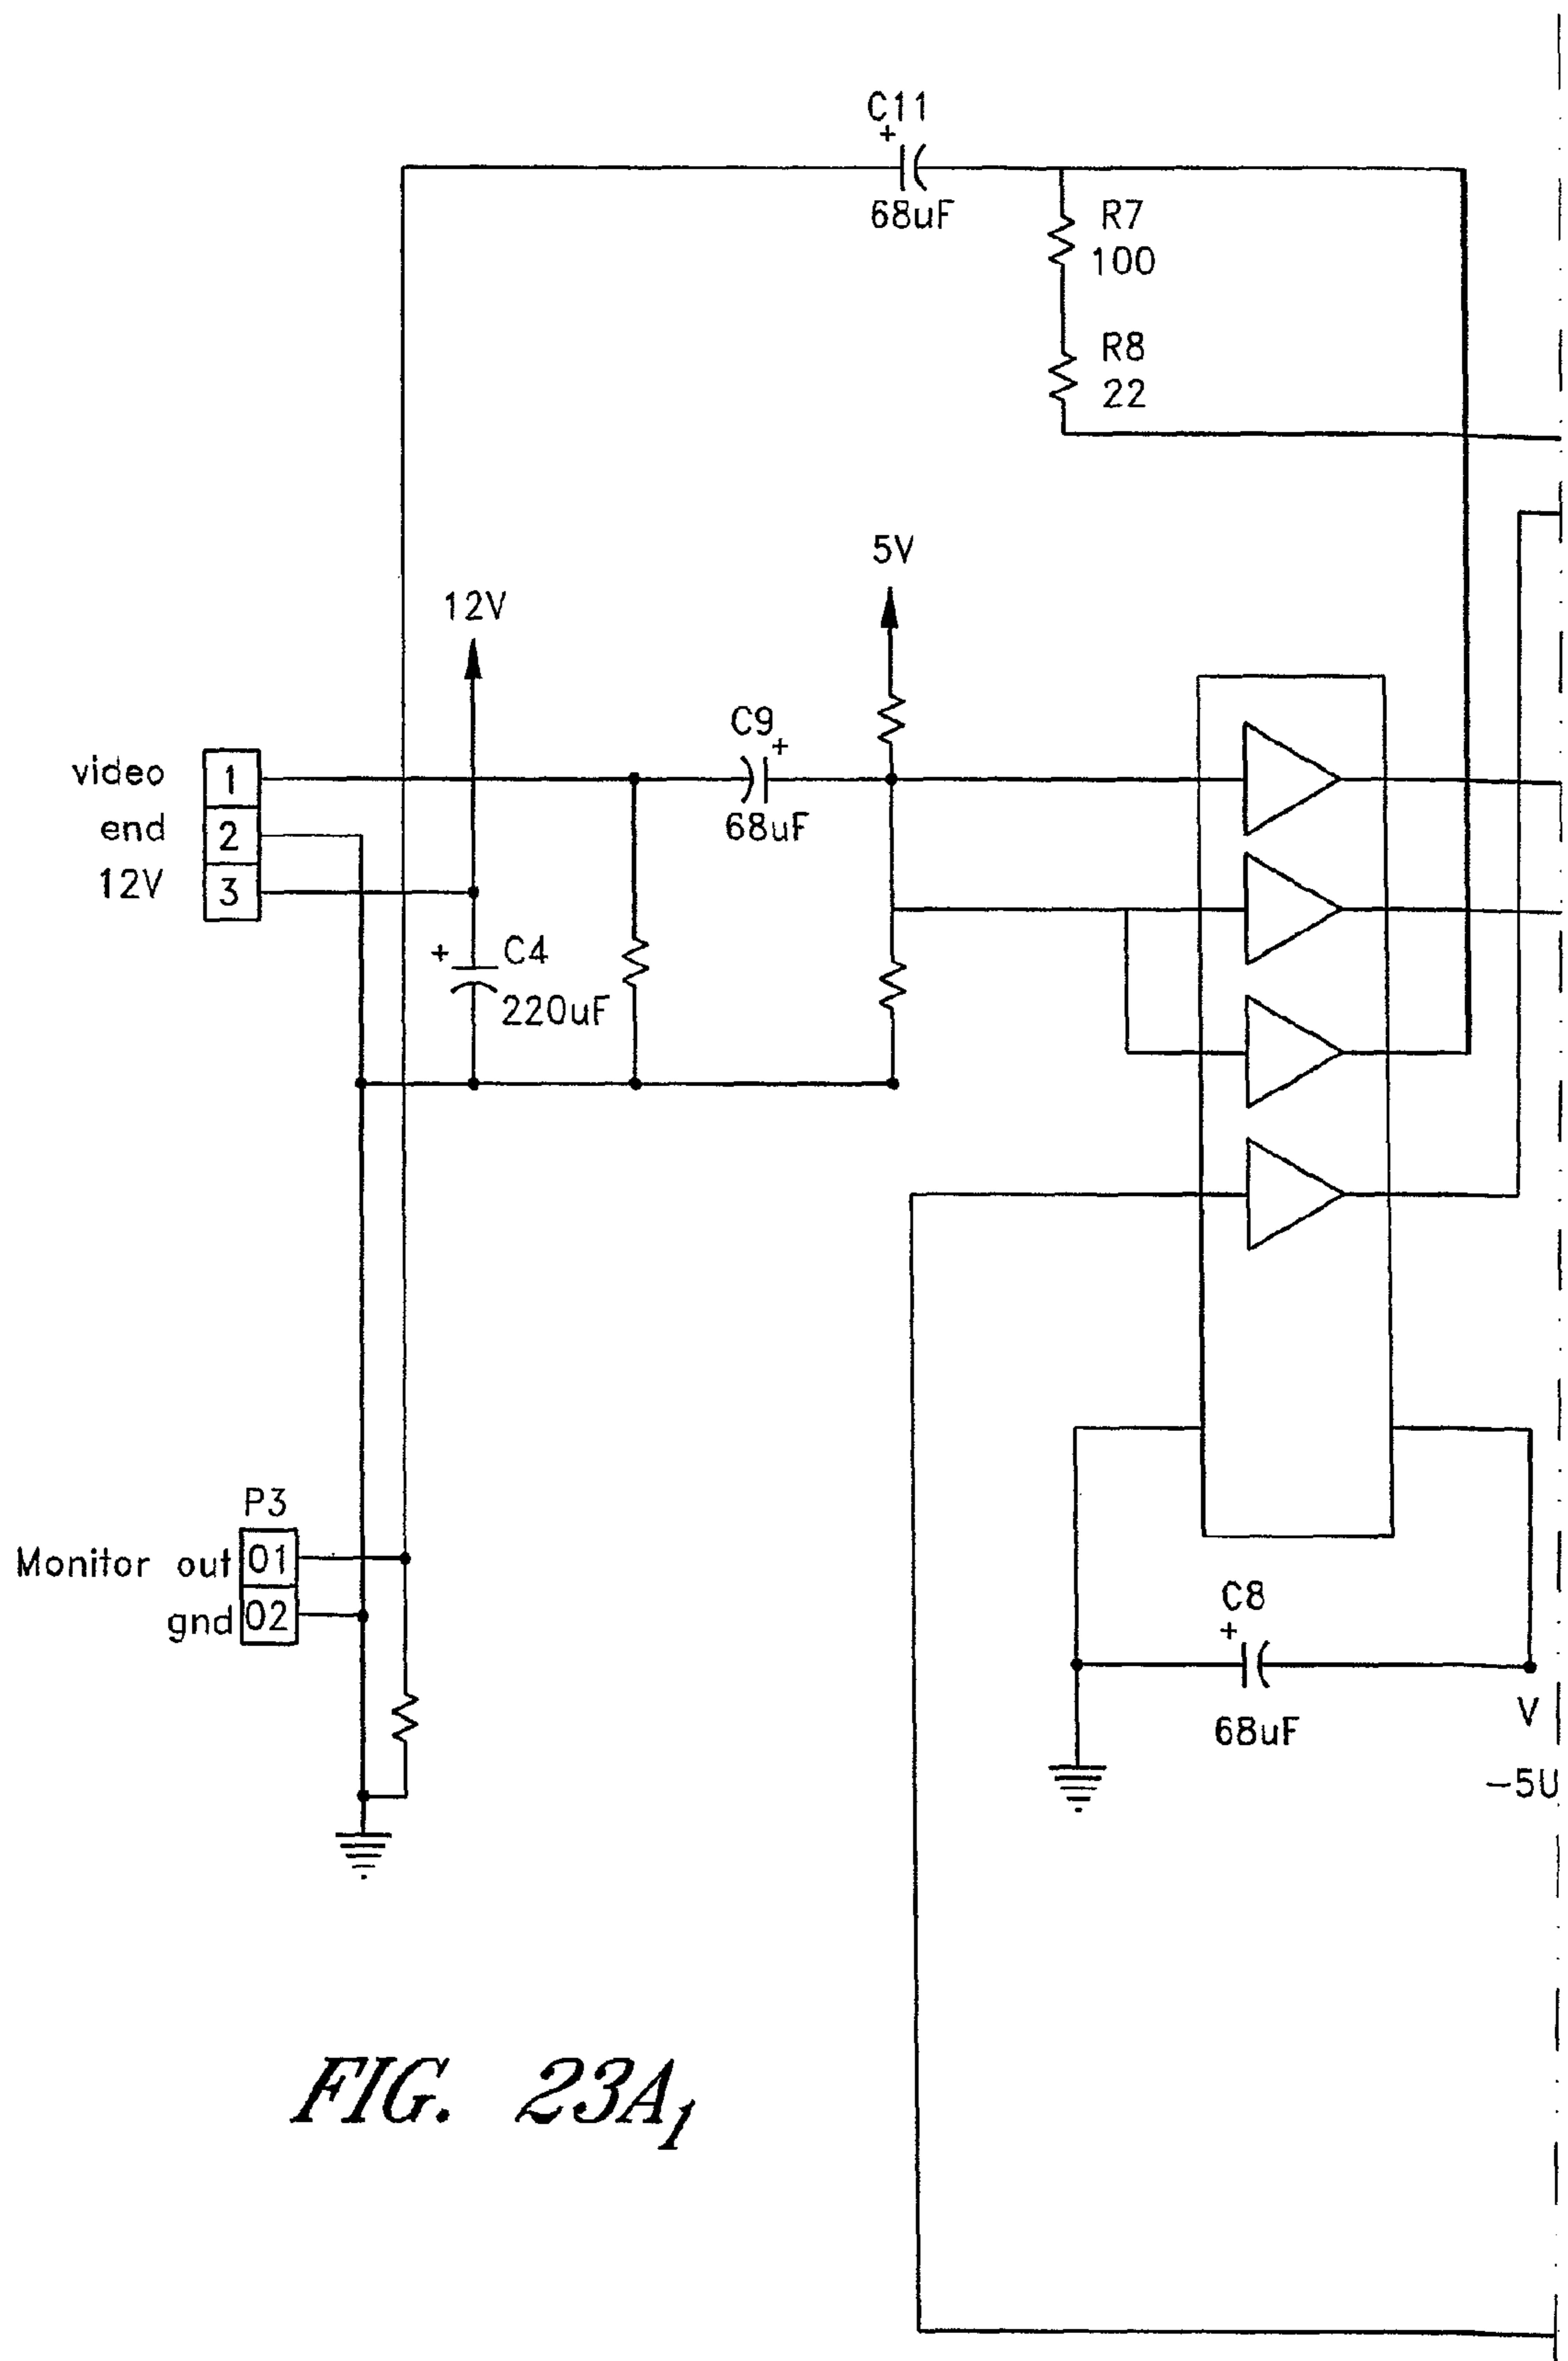 C11
+
68uF
R7
100
R8
22
5V
12V
C9
+
68uF
video 1
end 2
12V 3
+ C4
220uF
P3
Monitor out 01
gnd 02
C8
+
68uF
V
-5U
FIG. 23A1